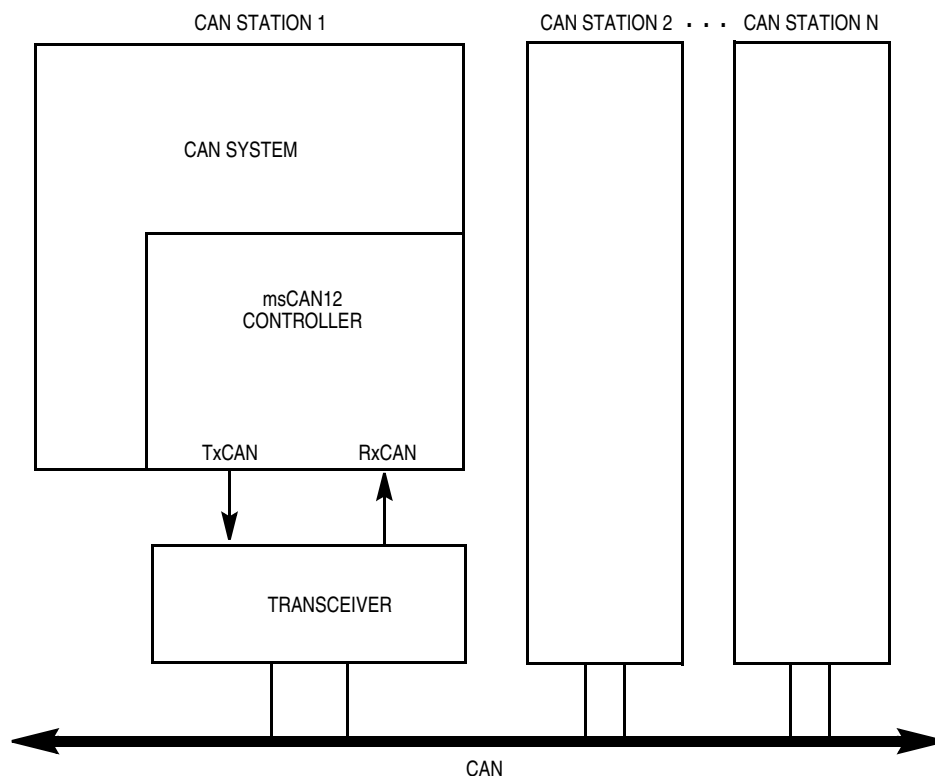 CAN STATION 1
CAN STATION 2 . . . CAN STATION N
CAN SYSTEM
msCAN12
CONTROLLER
TxCAN
RxCAN
TRANSCEIVER
CAN